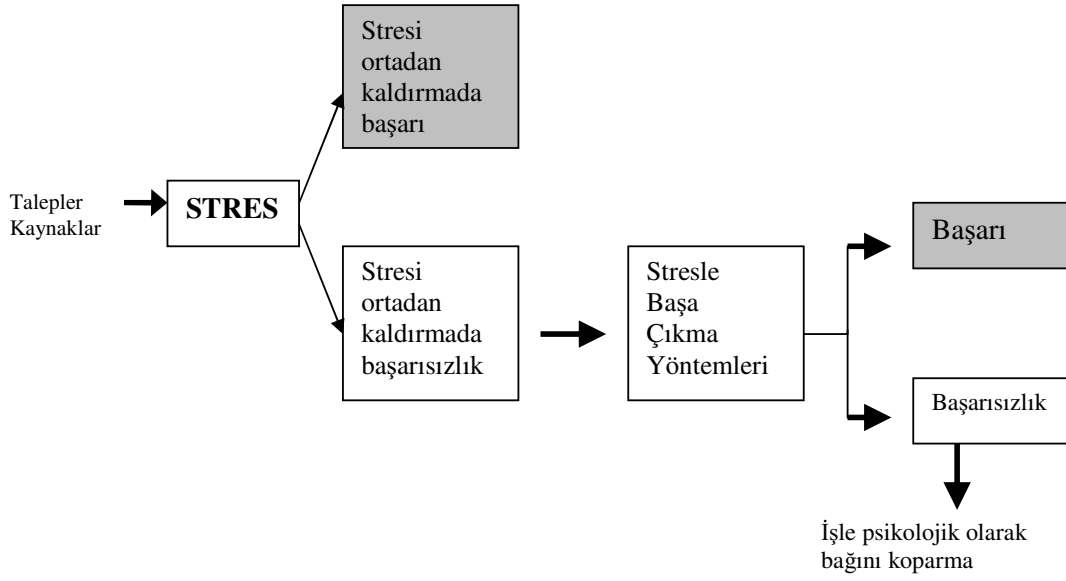 Talepler
Kaynaklar
STRES
Stresi
ortadan
kaldırmada
başarı
Stresi
ortadan
kaldırmada
başarısızlık
Stresle
Başa
Çıkma
Yöntemleri
Başarı
Başarısızlık
İşle psikolojik olarak
bağını koparma